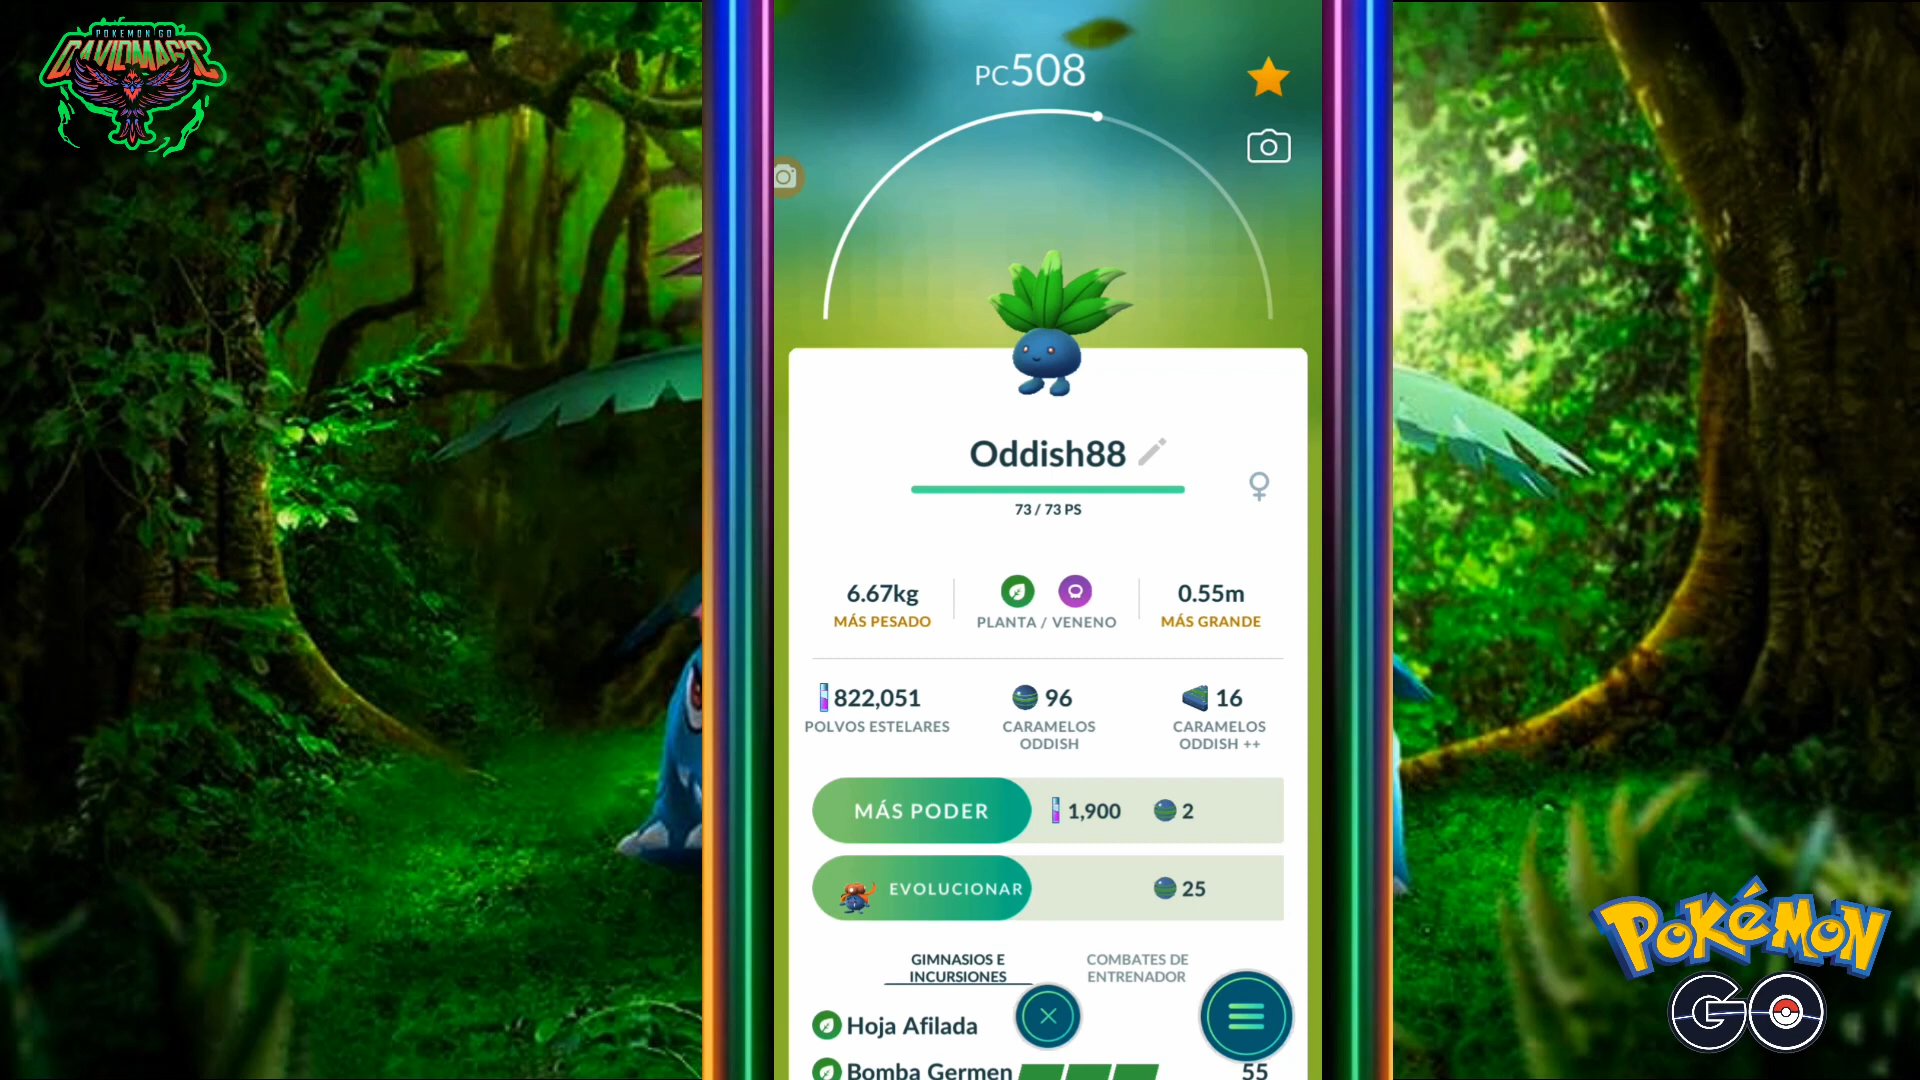 POKEMON GO
DAVIDMAGIC
PC508
Oddish88
73 / 73 PS
6.67kg
MÁS PESADO
PLANTA / VENENO
0.55m
MÁS GRANDE
822,051
POLVOS ESTELARES
96
CARAMELOS
ODDISH
16
CARAMELOS
ODDISH ++
MÁS PODER
1,900
2
EVOLUCIONAR
25
GIMNASIOS E
INCURSIONES
COMBATES DE
ENTRENADOR
Hoja Afilada
Bomba Germen
55
POKÉMON
GO